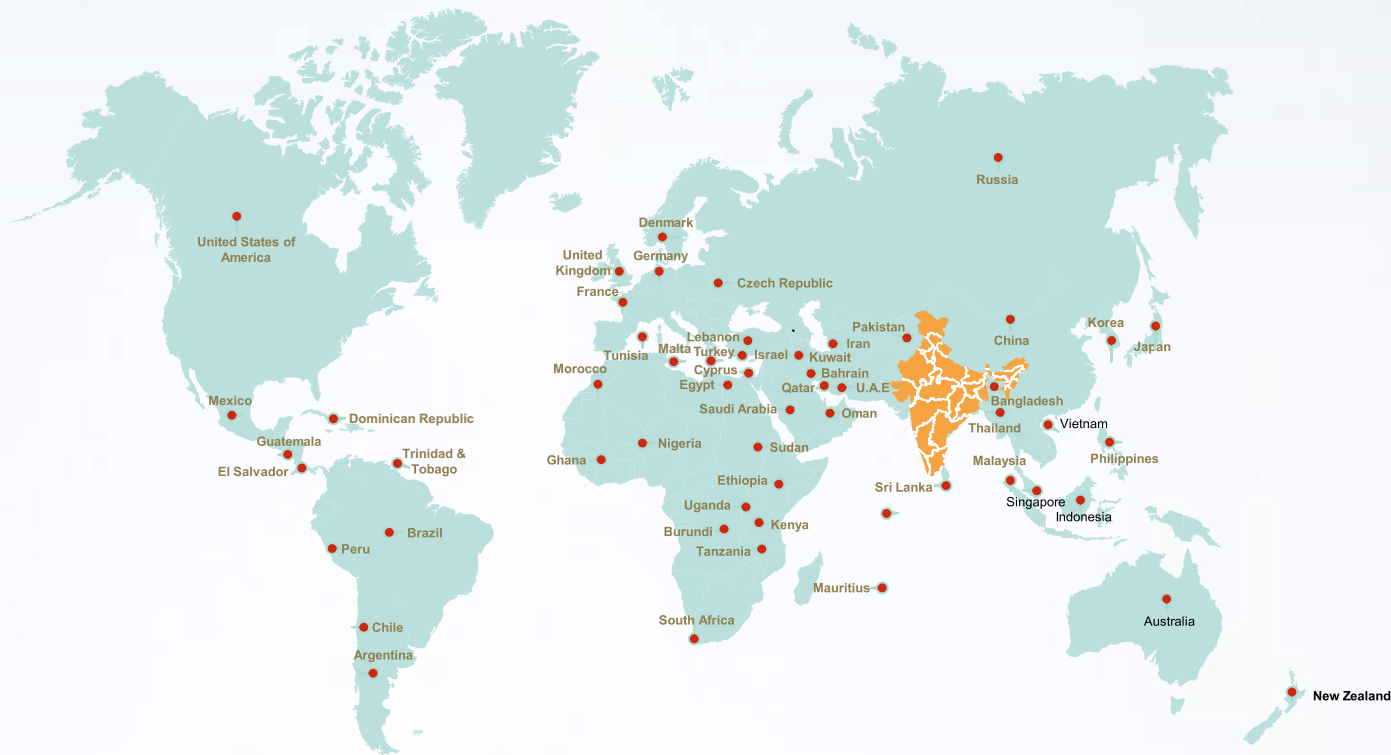 Russia
Denmark
United States of
America
United
Kingdom
Germany
France
Czech Republic
Pakistan
Korea
China
Japan
Lebanon
Iran
Tunisia
Malta
Turkey
Israel
Kuwait
Morocco
Cyprus
Bahrain
Egypt
Qatar
U.A.E
Mexico
Bangladesh
Saudi Arabia
Oman
Dominican Republic
Thailand
Vietnam
Guatemala
Nigeria
Sudan
Trinidad &
Tobago
Ghana
Malaysia
Philippines
El Salvador
Ethiopia
Sri Lanka
Singapore
Uganda
Indonesia
Kenya
Brazil
Burundi
Peru
Tanzania
Mauritius
South Africa
Australia
Chile
Argentina
New Zealand